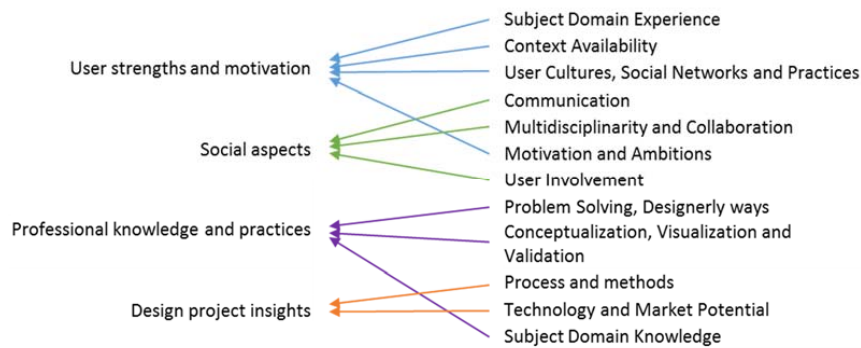 Subject Domain Experience
Context Availability
User strengths and motivation
User Cultures, Social Networks and Practices
Communication
Multidisciplinarity and Collaboration
Social aspects
Motivation and Ambitions
User Involvement
Problem Solving, Designerly ways
Professional knowledge and practices
Conceptualization, Visualization and
Validation
Process and methods
Design project insights
Technology and Market Potential
Subject Domain Knowledge